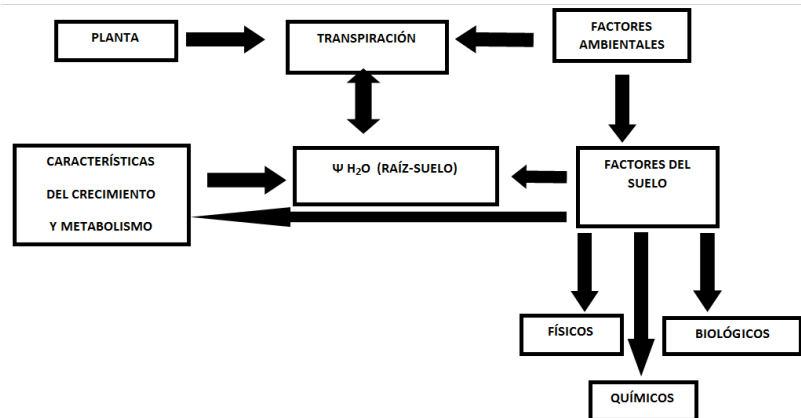 PLANTA
TRANSPIRACIÓN
FACTORES
AMBIENTALES
CARACTERÍSTICAS
DEL CRECIMIENTO
Y METABOLISMO
Ψ H₂O (RAÍZ-SUELO)
FACTORES DEL
SUELO
FÍSICOS
BIOLÓGICOS
QUÍMICOS